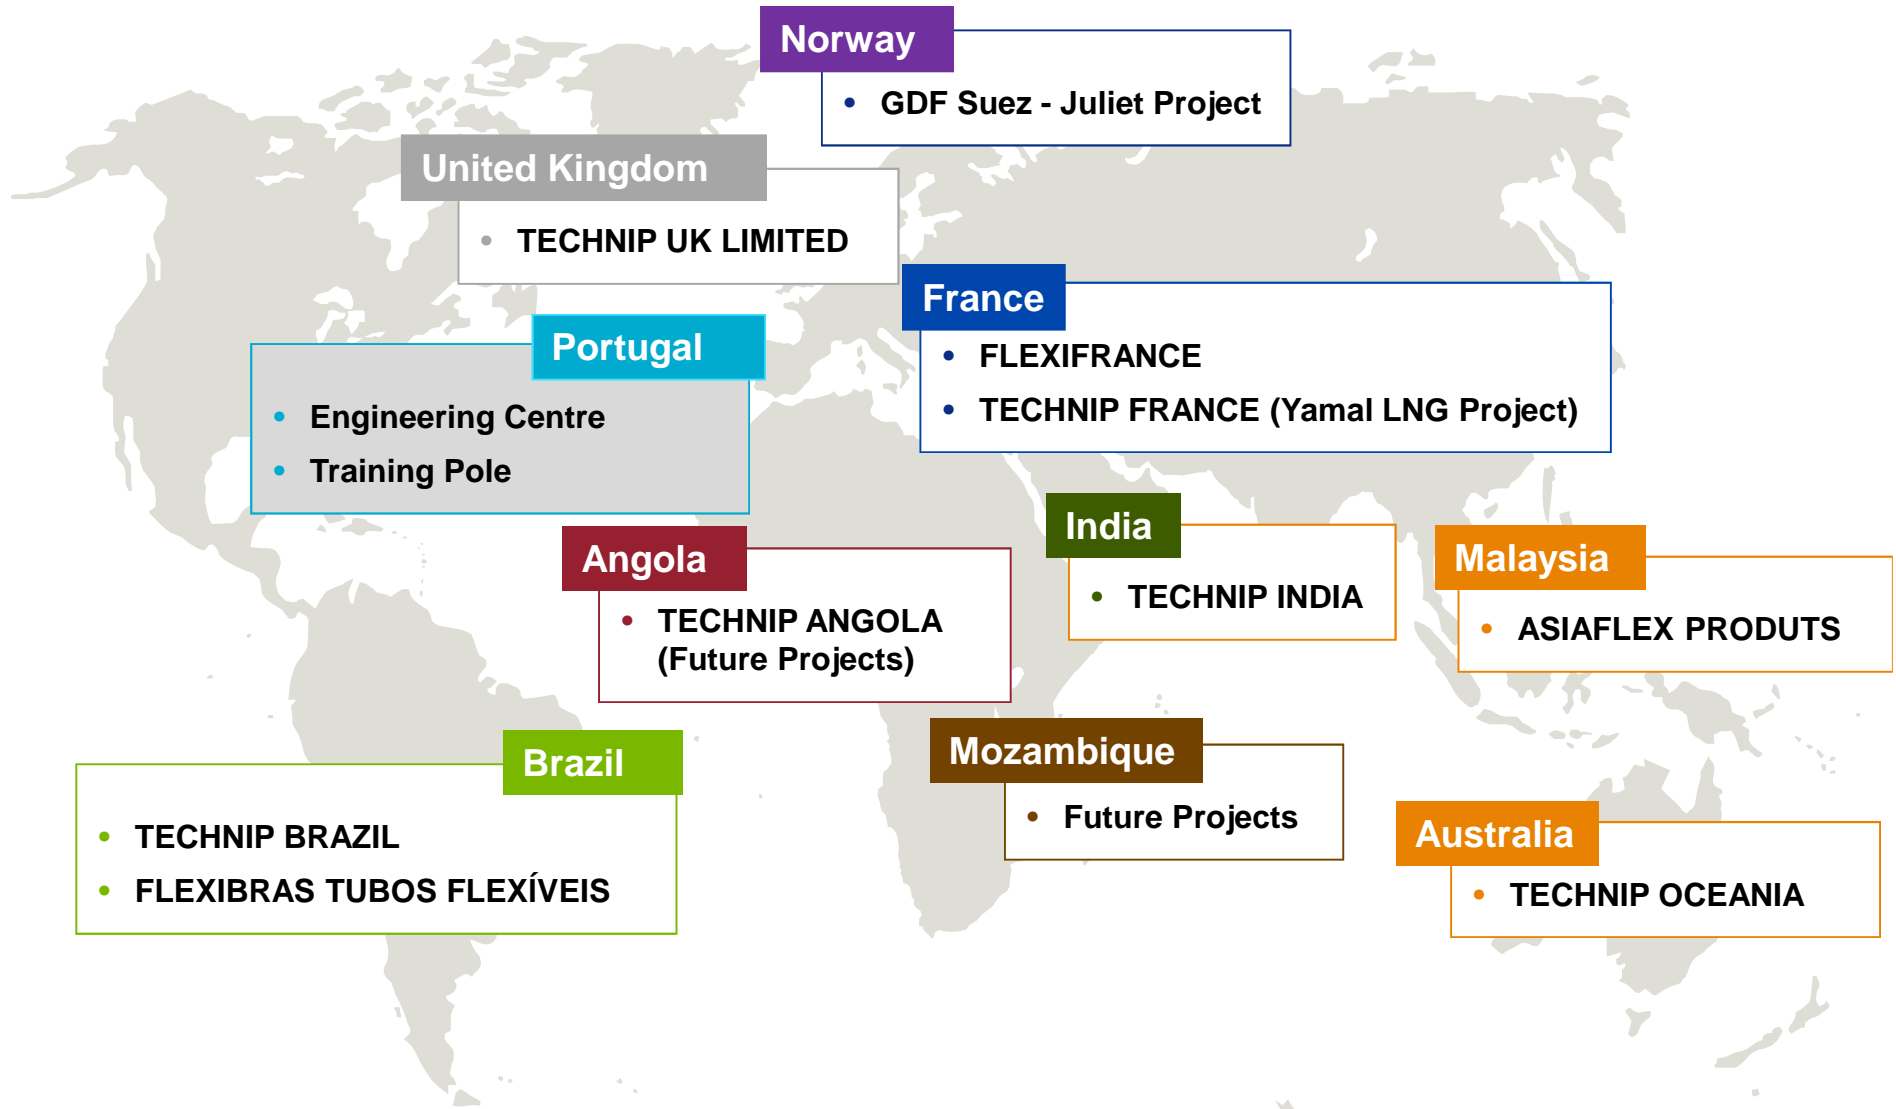 Norway
• GDF Suez - Juliet Project
United Kingdom
• TECHNIP UK LIMITED
France
• FLEXIFRANCE
• TECHNIP FRANCE (Yamal LNG Project)
Portugal
• Engineering Centre
• Training Pole
India
• TECHNIP INDIA
Angola
• TECHNIP ANGOLA
(Future Projects)
Malaysia
• ASIAFLEX PRODUTS
Brazil
• TECHNIP BRAZIL
• FLEXIBRAS TUBOS FLEXÍVEIS
Mozambique
• Future Projects
Australia
• TECHNIP OCEANIA